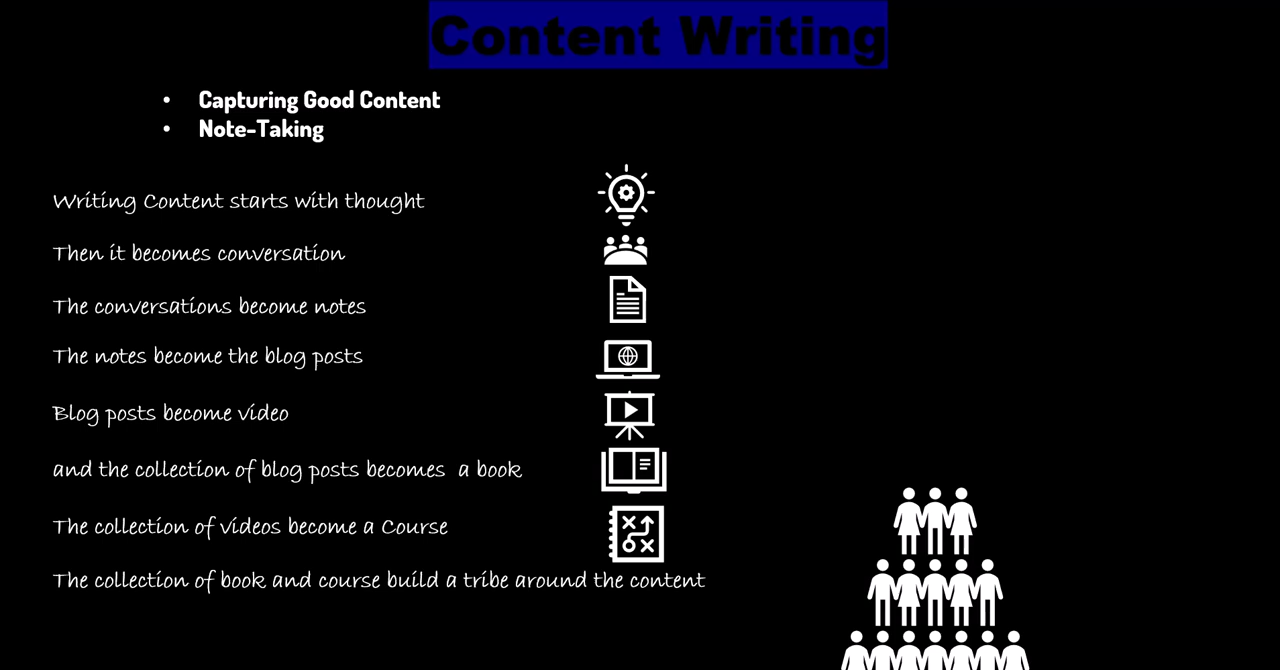 Content Writing
• Capturing Good Content
• Note-Taking
Writing Content starts with thought
Then it becomes conversation
The conversations become notes
The notes become the blog posts
Blog posts become video
and the collection of blog posts becomes  a book
The collection of videos become a Course
The collection of book and course build a tribe around the content